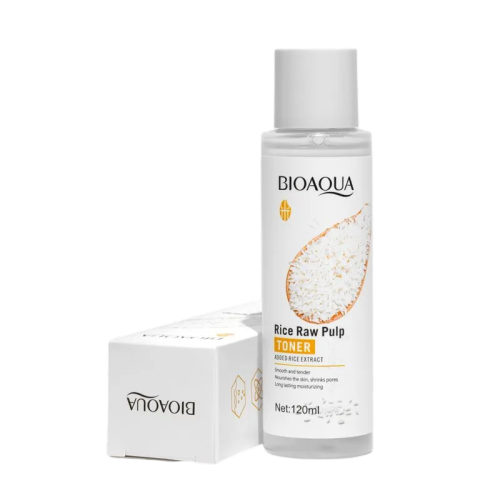 BIOAQUA
Rice Raw Pulp
TONER
ADDED RICE EXTRACT
Smooth and tender
Nourishes the skin, shrinks pores
Long lasting moisturizing
Net:120ml
BIOAQUA
BIOAQUA